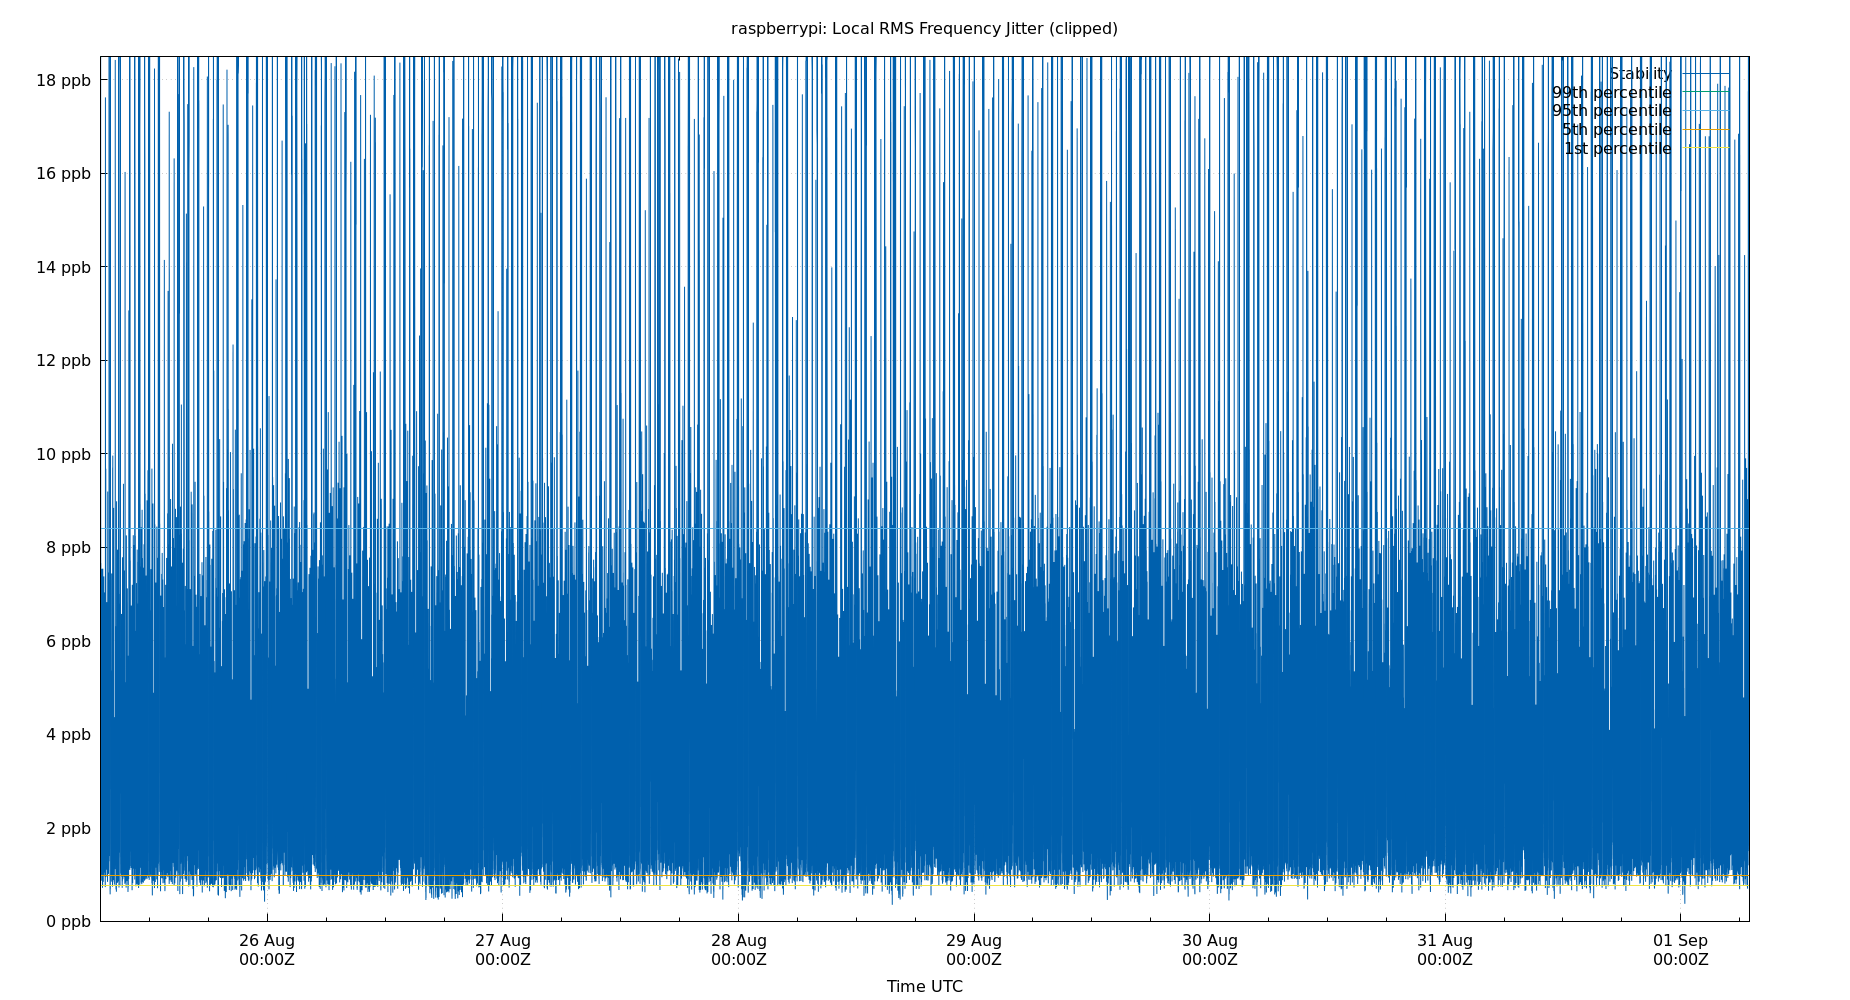 raspberrypi: Local RMS Frequency Jitter (clipped)
18 ppb
16 ppb
14 ppb
12 ppb
10 ppb
8 ppb
6 ppb
4 ppb
2 ppb
0 ppb
Stability
99th percentile
95th percentile
5th percentile
1st percentile
26 Aug
00:00Z
27 Aug
00:00Z
28 Aug
00:00Z
29 Aug
00:00Z
30 Aug
00:00Z
31 Aug
00:00Z
01 Sep
00:00Z
Time UTC